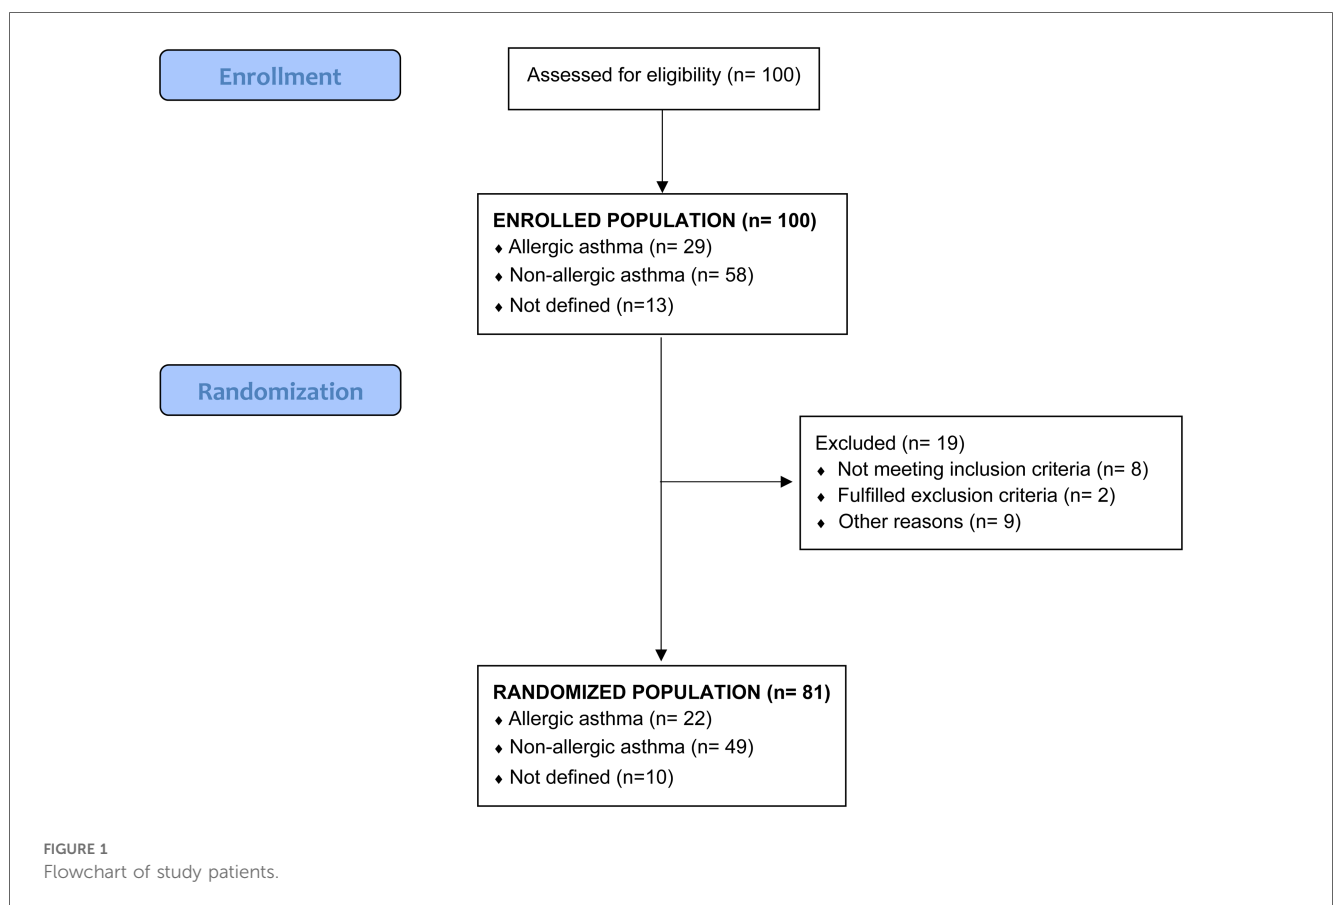 Enrollment
Assessed for eligibility (n= 100)
ENROLLED POPULATION (n= 100)
♦ Allergic asthma (n= 29)
♦ Non-allergic asthma (n= 58)
♦ Not defined (n=13)
Randomization
Excluded (n= 19)
♦ Not meeting inclusion criteria (n= 8)
♦ Fulfilled exclusion criteria (n= 2)
♦ Other reasons (n= 9)
RANDOMIZED POPULATION (n= 81)
♦ Allergic asthma (n= 22)
♦ Non-allergic asthma (n= 49)
♦ Not defined (n=10)
FIGURE 1
Flowchart of study patients.